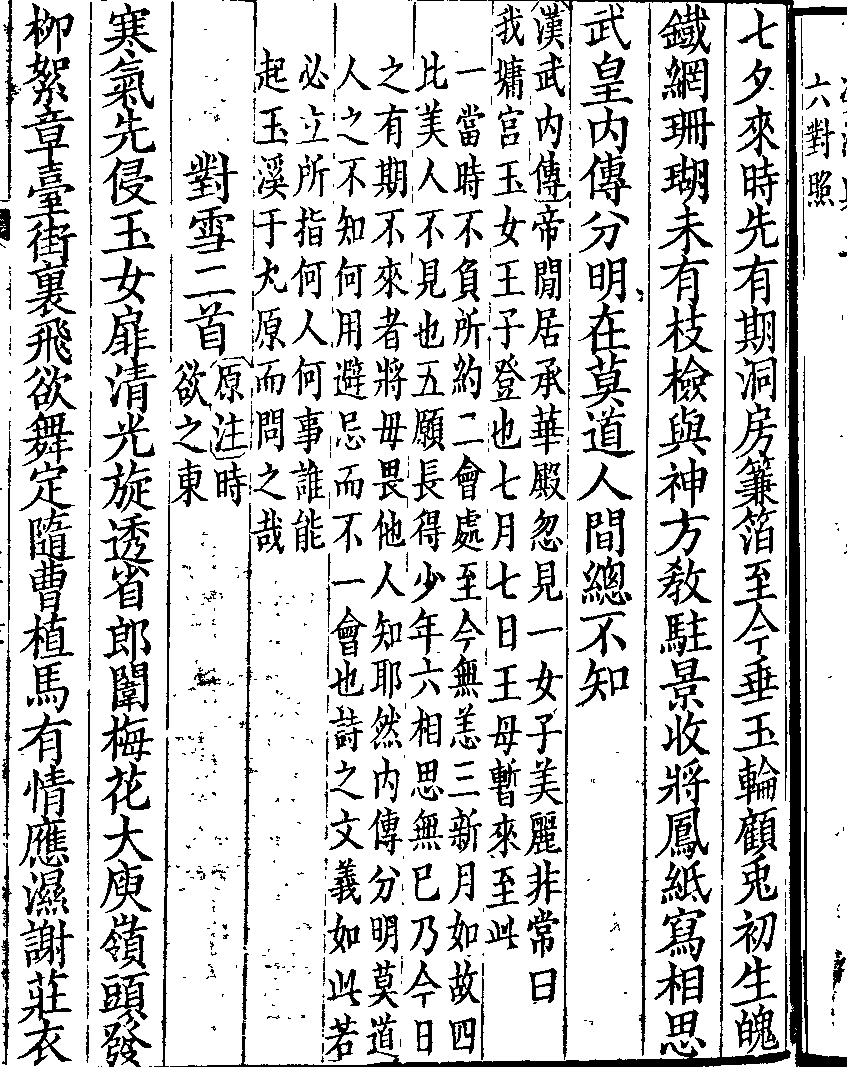 六對照
七夕來時先有期洞房簾箔至今垂玉輪顧兎初生魄
鐵網珊瑚未有枝檢與神方敎駐景收將鳳紙寫相思
武皇內傳分明在莫道人間總不知
漢武內傳帝閒居承華殿忽見一女子美麗非常曰
我墉宮玉女王子登也七月七日王母暫來至此
一當時不負所約二會處至今無恙三新月如故四
比美人不見也五願長得少年六相思無已乃今日
之有期不來者將毋畏他人知耶然內傳分明莫道
人之不知何用避忌而不一會也詩之文義如此若
必立所指何人何事誰能
起玉溪于九原而問之哉
對雪二首
原注時
欲之東
寒氣先侵玉女扉清光旋透省郎闈梅花大庾嶺頭發
柳絮章臺街裏飛欲舞定隨曹植馬有情應濕謝莊衣